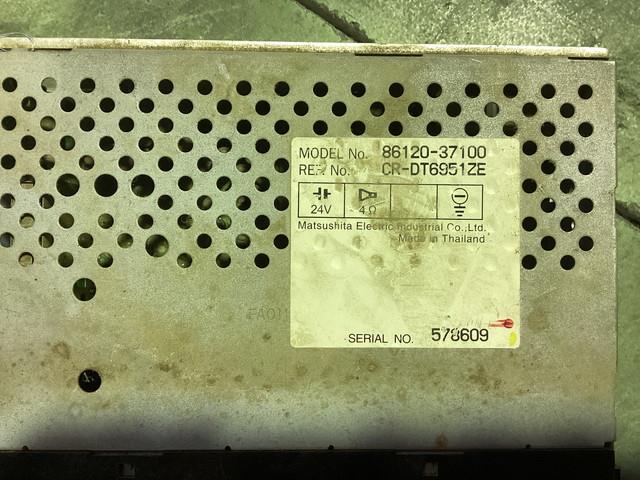 MODEL No. 86120-37100
REF. No. CR-DT6951ZE
24V 4Ω
Matsushita Electric Industrial Co.,Ltd.
Made in Thailand
SERIAL NO. 578609